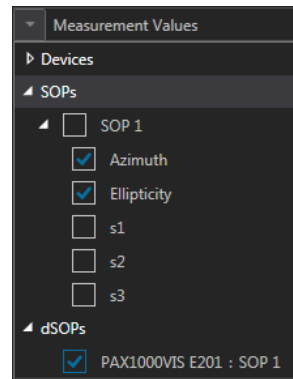 Measurement Values
Devices
SOPs
SOP 1
Azimuth
Ellipticity
s1
s2
s3
dSOPs
PAX1000VIS E201 : SOP 1